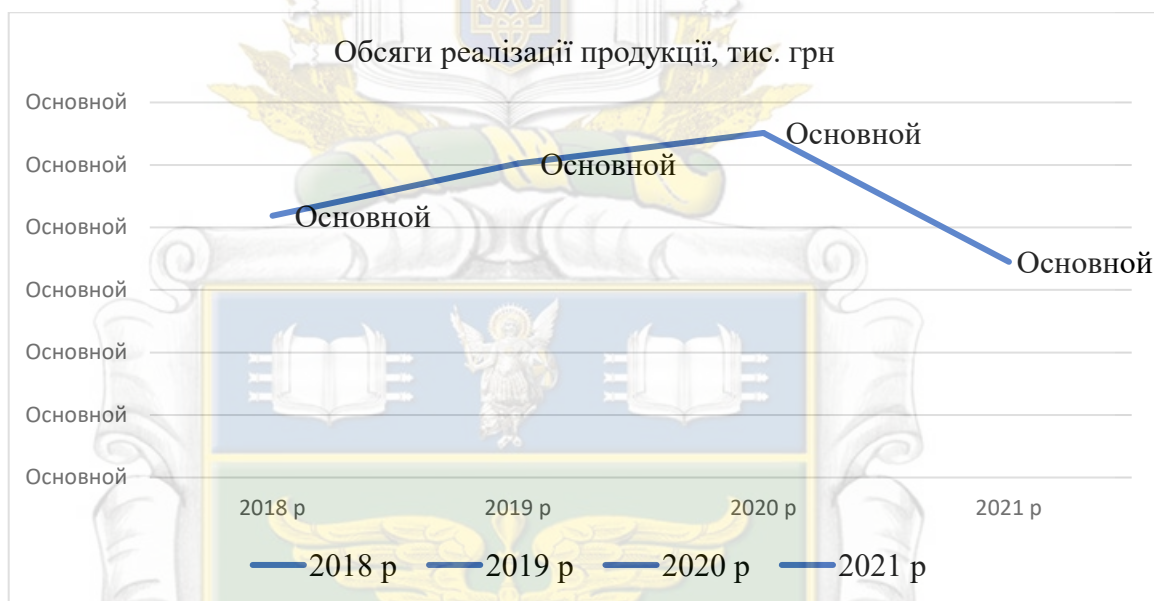 Обсяги реалізації продукції, тис. грн
Основной
Основной
Основной
Основной
Основной
Основной
Основной
Основной
Основной
Основной
Основной
2018 р 2019 р 2020 р 2021 р
2018 р 2019 р 2020 р 2021 р